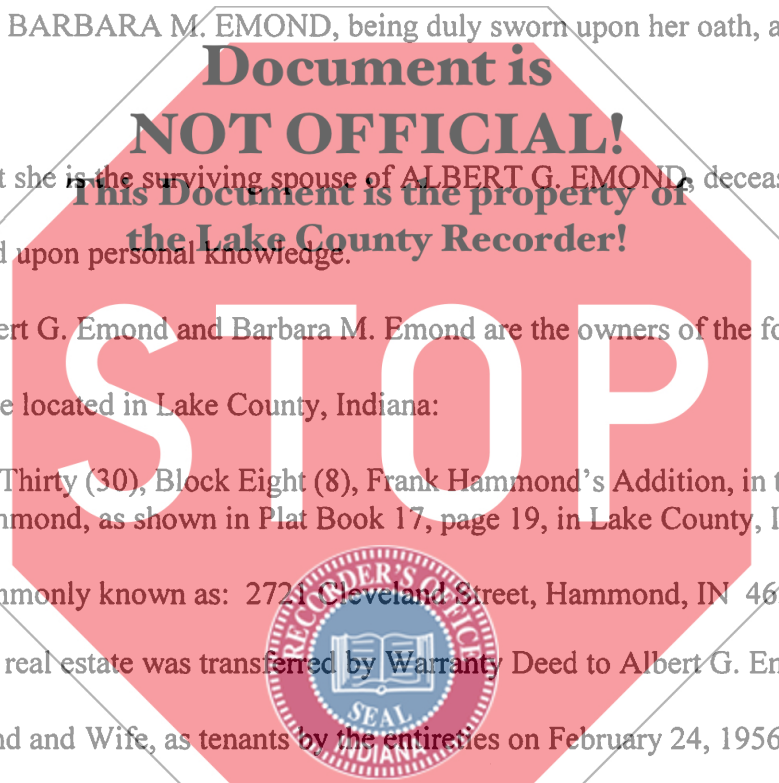 BARBARA M. EMOND, being duly sworn upon her oath, a
Document is
NOT OFFICIAL!
t she is the surviving spouse of ALBERT G. EMOND, deceas
This Document is the property of
the Lake County Recorder!
d upon personal knowledge.
ert G. Emond and Barbara M. Emond are the owners of the fo
STOP
e located in Lake County, Indiana:
Thirty (30), Block Eight (8), Frank Hammond's Addition, in t
mmond, as shown in Plat Book 17, page 19, in Lake County, I
mmonly known as: 2721 Cleveland Street, Hammond, IN 46
RECORDER'S OFFICE
real estate was transferred by Warranty Deed to Albert G. Em
SEAL
nd and Wife, as tenants by the entireties on February 24, 1956
INDIANA